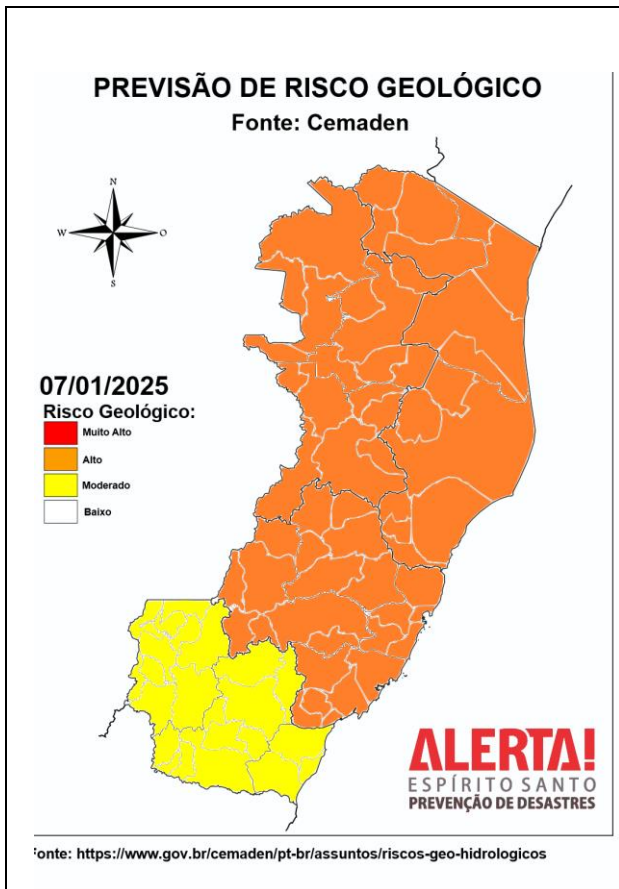 PREVISÃO DE RISCO GEOLÓGICO
Fonte: Cemaden
N
W
O
S
07/01/2025
Risco Geológico:
Muito Alto
Alto
Moderado
Baixo
ALERTA!
ESPÍRITO SANTO
PREVENÇÃO DE DESASTRES
Fonte: https://www.gov.br/cemaden/pt-br/assuntos/riscos-geo-hidrologicos